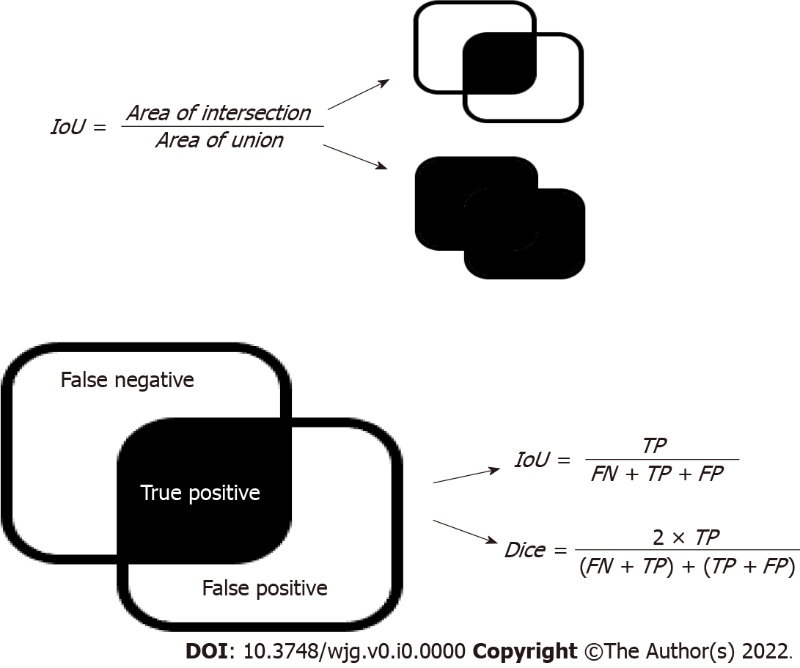 IoU = Area of intersection / Area of union
False negative
True positive
False positive
IoU = TP / FN + TP + FP
Dice = 2 × TP / (FN + TP) + (TP + FP)
DOI: 10.3748/wjg.v0.i0.0000 Copyright ©The Author(s) 2022.